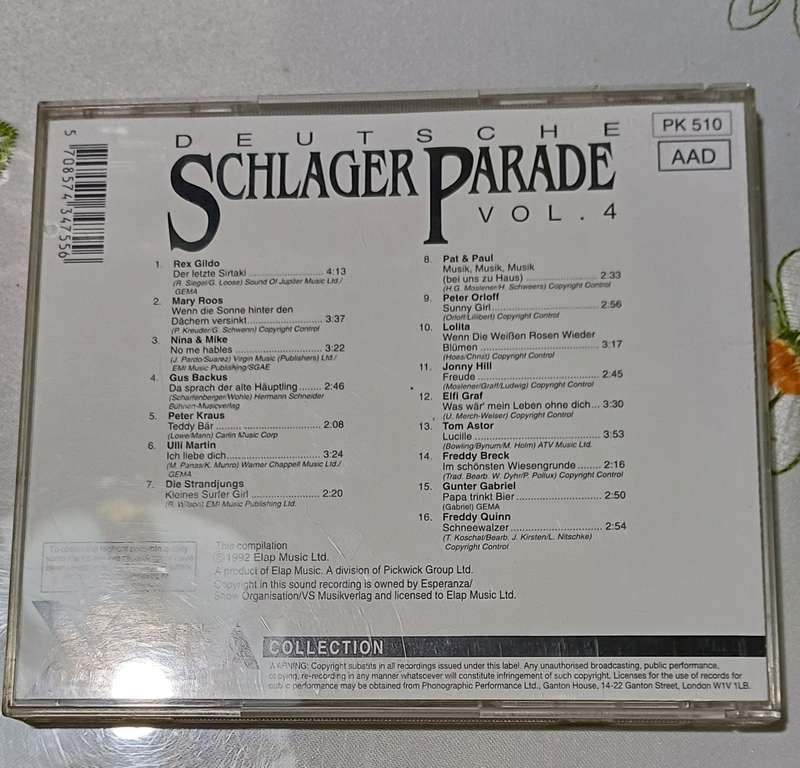 5 708574 347556
DEUTSCHE
SCHLAGER PARADE
VOL. 4
PK 510
AAD
1. Rex Gildo
Der letzte Sirtaki 4:13
(R. Siegel/G. Loose) Sound Of Jupiter Music Ltd./
GEMA
2. Mary Roos
Wenn die Sonne hinter den
Dächern versinkt 3:37
(P. Kreuder/G. Schwenn) Copyright Control
3. Nina & Mike
No me hables 3:22
(J. Pardo/Suarez) Virgin Music (Publishers) Ltd./
EMI Music Publishing/SGAE
4. Gus Backus
Da sprach der alte Häuptling 2:46
(Scharfenberger/Wohle) Hermann Schneider
Bühnen-Musicverlag
5. Peter Kraus
Teddy Bär 2:08
(Lowe/Mann) Carlin Music Corp
6. Ulli Martin
Ich liebe dich 3:24
(M. Panas/K. Munro) Warner Chappell Music Ltd./
GEMA
7. Die Strandjungs
Kleines Surfer Girl 2:20
(R. Wilson) EMI Music Publishing Ltd.
8. Pat & Paul
Musik, Musik, Musik
(bei uns zu Haus) 2:33
(H.G. Moslener/H. Schweers) Copyright Control
9. Peter Orloff
Sunny Girl 2:56
(Orloff/Lilibert) Copyright Control
10. Lolita
Wenn Die Weißen Rosen Wieder
Blümen 3:17
(Hoes/Christ) Copyright Control
11. Jonny Hill
Freude 2:45
(Moslener/Graff/Ludwig) Copyright Control
12. Elfi Graf
Was wär' mein Leben ohne dich... 3:30
(U. Merch-Weiser) Copyright Control
13. Tom Astor
Lucille 3:53
(Bowling/Bynum/M. Holm) ATV Music Ltd.
14. Freddy Breck
Im schönsten Wiesengrunde 2:16
(Trad. Bearb. W. Dyhr/P. Pollux) Copyright Control
15. Gunter Gabriel
Papa trinkt Bier 2:50
(Gabriel) GEMA
16. Freddy Quinn
Schneewalzer 2:54
(T. Koschat/Bearb. J. Kirsten/L. Nitschke)
Copyright Control
This compilation
℗1992 Elap Music Ltd.
A product of Elap Music. A division of Pickwick Group Ltd.
Copyright in this sound recording is owned by Esperanza/
Show Organisation/VS Musikverlag and licensed to Elap Music Ltd.
COLLECTION
WARNING: Copyright subsists in all recordings issued under this label. Any unauthorised broadcasting, public performance,
copying, re-recording in any manner whatsoever will constitute infringement of such copyright. Licenses for the use of records for
public performance may be obtained from Phonographic Performance Ltd., Ganton House, 14-22 Ganton Street, London W1V 1LB.